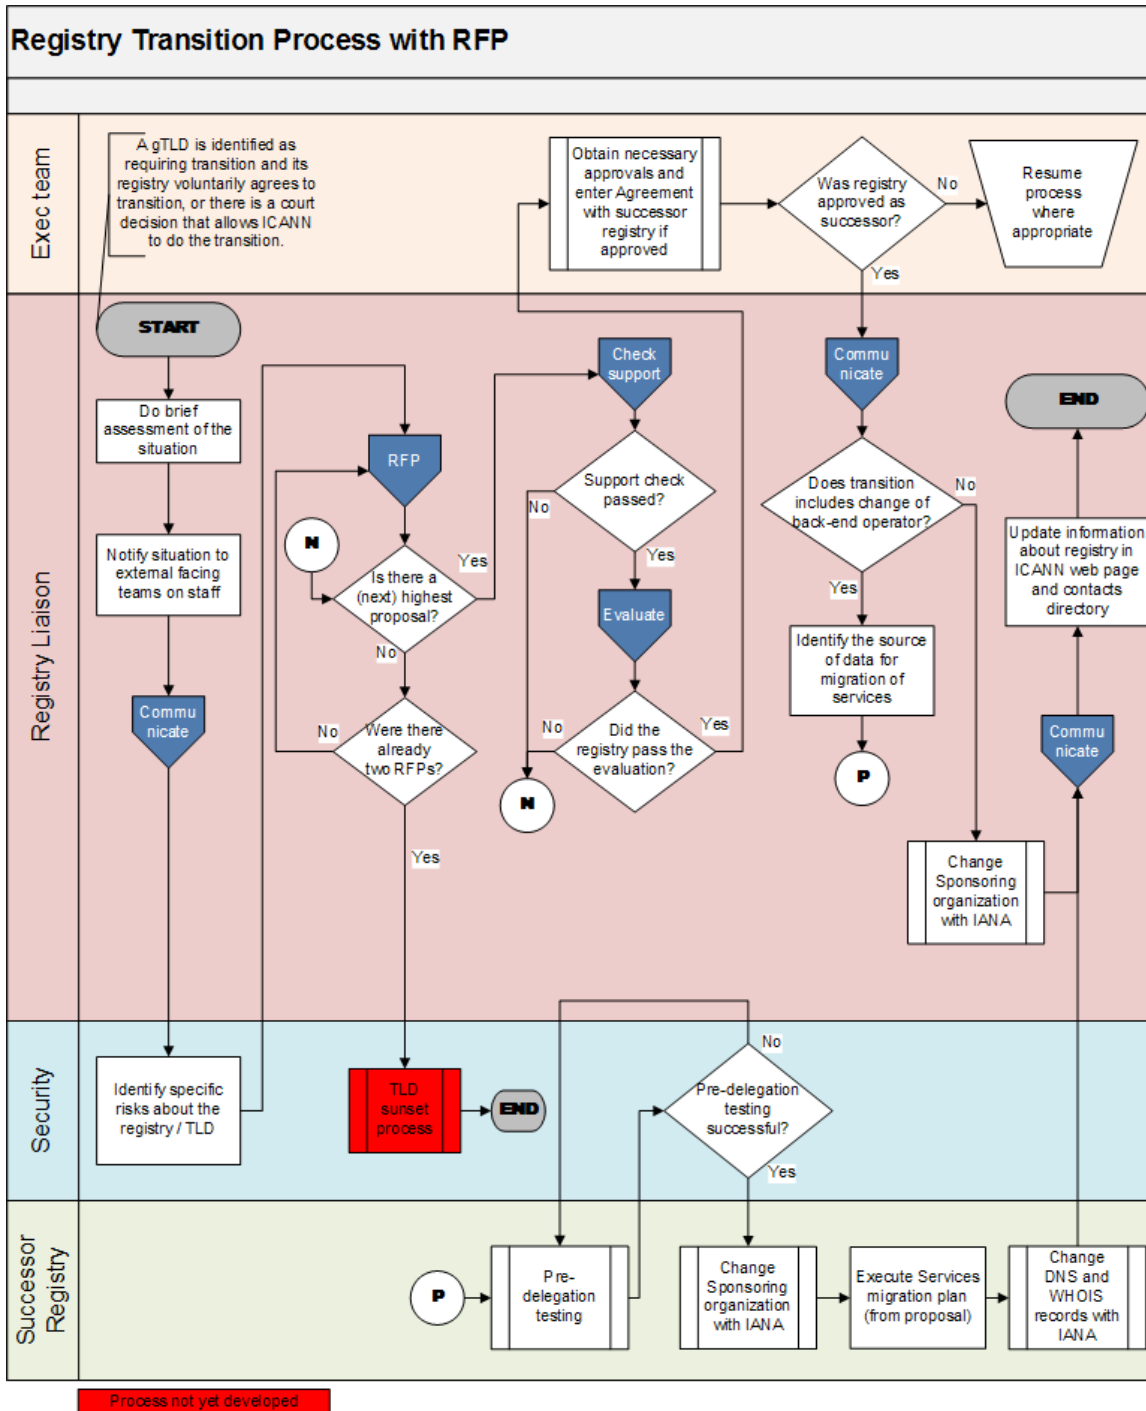 Registry Transition Process with RFP
Exec team
A gTLD is identified as
requiring transition and its
registry voluntarily agrees to
transition, or there is a court
decision that allows ICANN
to do the transition.
Obtain necessary
approvals and
enter Agreement
with successor
registry if
approved
Was registry
approved as
successor?
No
Yes
Resume
process
where
appropriate
Registry Liaison
START
Do brief
assessment of the
situation
Notify situation to
external facing
teams on staff
Commu
nicate
RFP
N
Is there a
(next) highest
proposal?
Yes
No
Were there
already
two RFPs?
No
Yes
Check
support
Support check
passed?
No
Yes
Evaluate
Did the
registry pass the
evaluation?
No
Yes
N
Commu
nicate
Does transition
includes change of
back-end operator?
No
Yes
Identify the source
of data for
migration of
services
P
Change
Sponsoring
organization
with IANA
END
Update information
about registry in
ICANN web page
and contacts
directory
Commu
nicate
Security
Identify specific
risks about the
registry / TLD
TLD
sunset
process
END
Pre-delegation
testing
successful?
No
Yes
Successor
Registry
P
Pre-
delegation
testing
Change
Sponsoring
organization
with IANA
Execute Services
migration plan
(from proposal)
Change
DNS and
WHOIS
records with
IANA
Process not yet developed